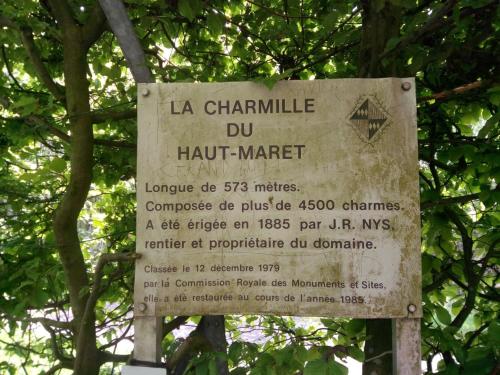 LA CHARMILLE
DU
HAUT-MARET
Longue de 573 mètres.
Composée de plus de 4500 charmes.
A été érigée en 1885 par J.R. NYS,
rentier et propriétaire du domaine.
Classée le 12 décembre 1979
par la Commission Royale des Monuments et Sites,
elle a été restaurée au cours de l'année 1985.